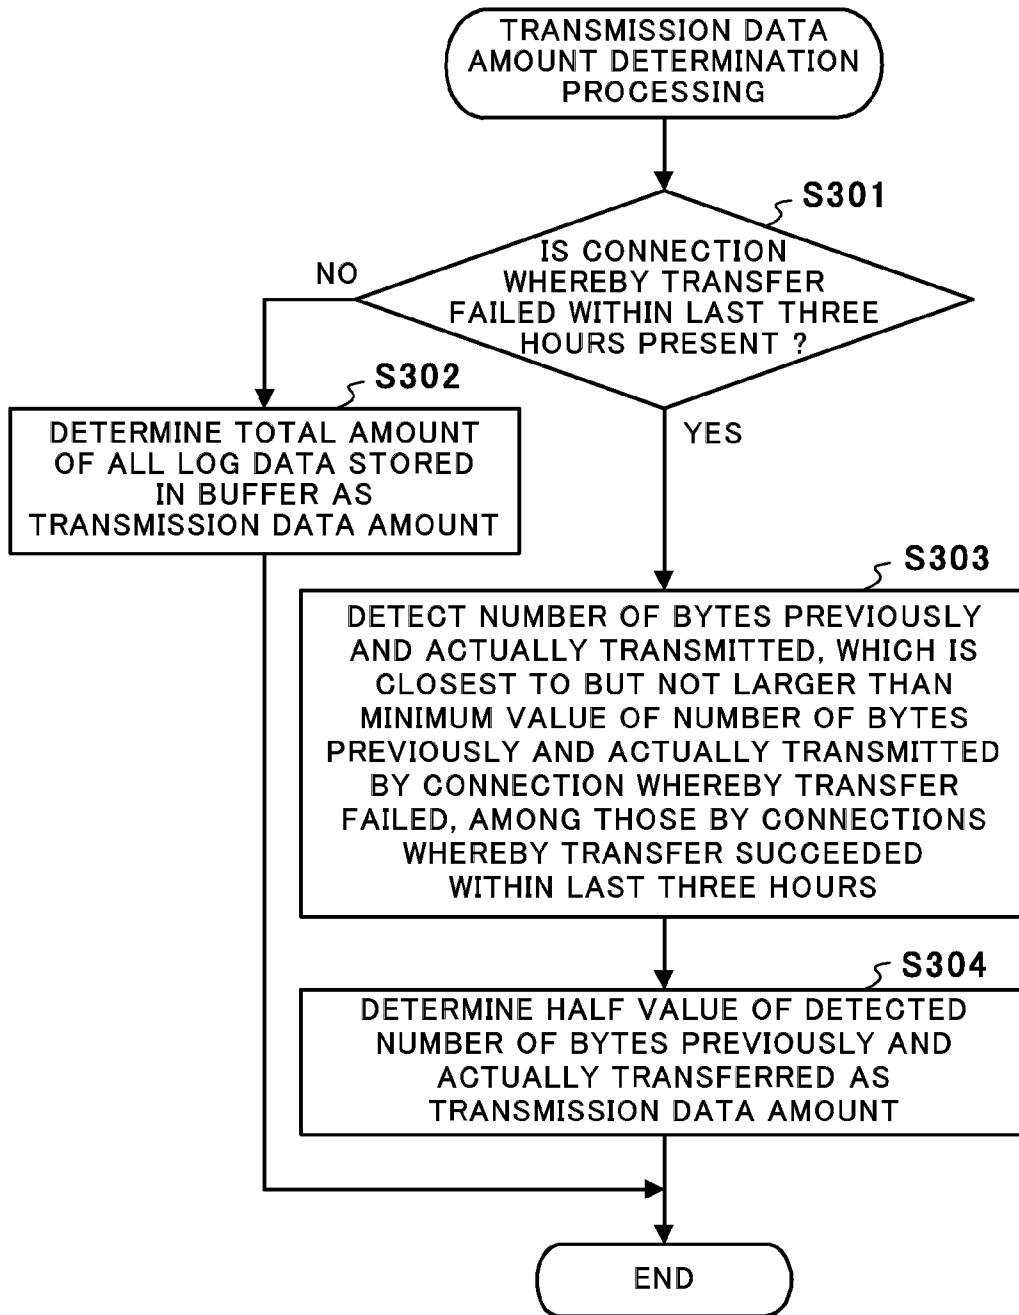 TRANSMISSION DATA
AMOUNT DETERMINATION
PROCESSING
S301
IS CONNECTION
WHEREBY TRANSFER
FAILED WITHIN LAST THREE
HOURS PRESENT ?
NO
YES
S302
DETERMINE TOTAL AMOUNT
OF ALL LOG DATA STORED
IN BUFFER AS
TRANSMISSION DATA AMOUNT
S303
DETECT NUMBER OF BYTES PREVIOUSLY
AND ACTUALLY TRANSMITTED, WHICH IS
CLOSEST TO BUT NOT LARGER THAN
MINIMUM VALUE OF NUMBER OF BYTES
PREVIOUSLY AND ACTUALLY TRANSMITTED
BY CONNECTION WHEREBY TRANSFER
FAILED, AMONG THOSE BY CONNECTIONS
WHEREBY TRANSFER SUCCEEDED
WITHIN LAST THREE HOURS
S304
DETERMINE HALF VALUE OF DETECTED
NUMBER OF BYTES PREVIOUSLY AND
ACTUALLY TRANSFERRED AS
TRANSMISSION DATA AMOUNT
END